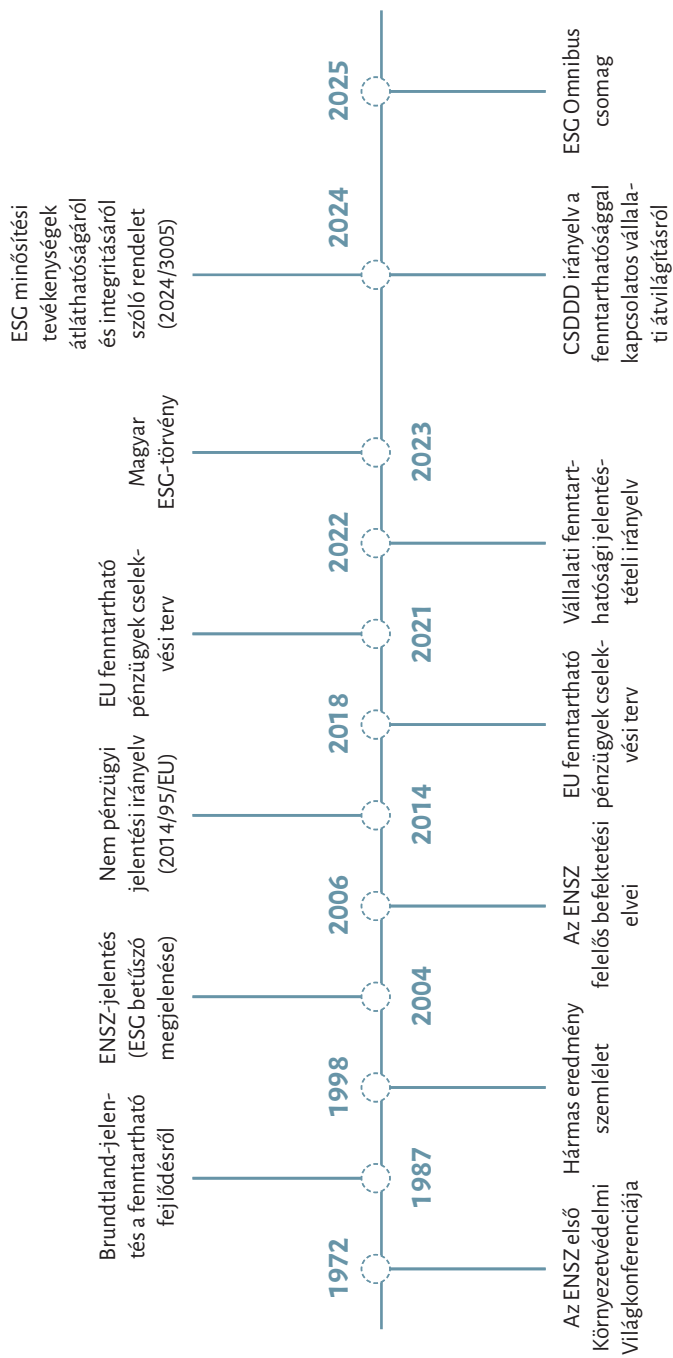 1972
Az ENSZ első
Környezetvédelmi
Világkonferenciája
Brundtland-jelen-
tés a fenntartható
fejlődésről
1987
1998
Hármas eredmény
szemlélet
ENSZ-jelentés
(ESG betűszó
megjelenése)
2004
2006
Az ENSZ
felelős befektetési
elvei
Nem pénzügyi
jelentési irányelv
(2014/95/EU)
2014
2018
EU fenntartható
pénzügyek cselek-
vési terv
EU fenntartható
pénzügyek cselek-
vési terv
2021
2022
Vállalati fenntart-
hatósági jelentés-
tételi irányelv
Magyar
ESG-törvény
2023
ESG minősítési
tevékenységek
átláthatóságáról
és integritásáról
szóló rendelet
(2024/3005)
2024
CSDDD irányelv a
fenntarthatósággal
kapcsolatos vállala-
ti átvilágításról
2025
ESG Omnibus
csomag